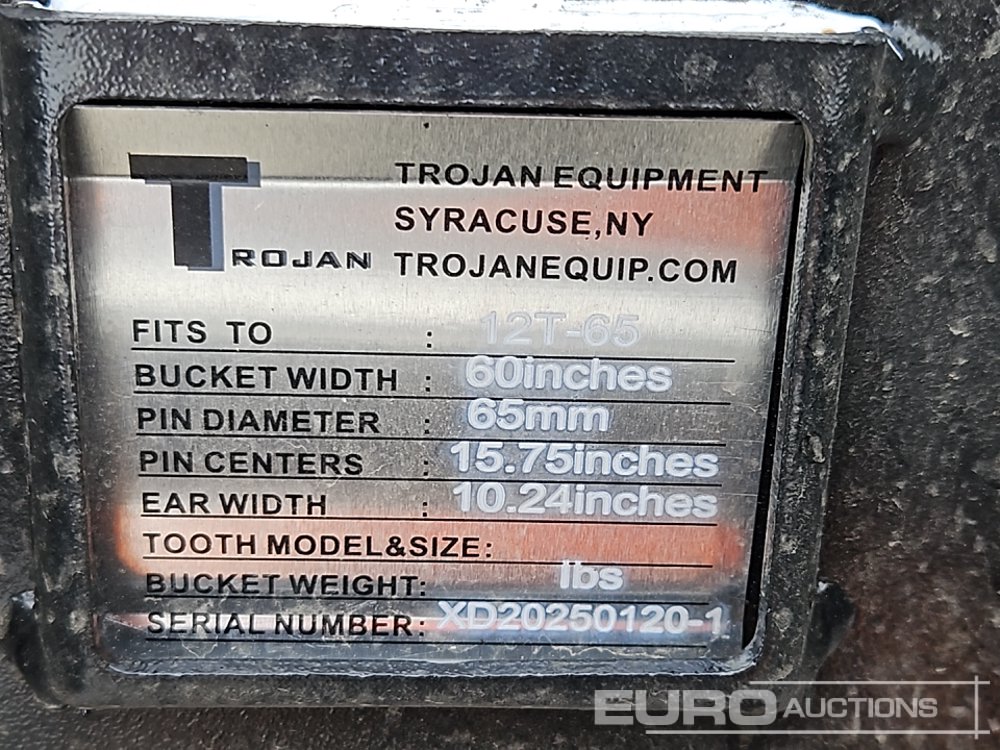 TROJAN
TROJAN EQUIPMENT
SYRACUSE,NY
TROJANEQUIP.COM
FITS TO : 12T-65
BUCKET WIDTH : 60inches
PIN DIAMETER : 65mm
PIN CENTERS : 15.75inches
EAR WIDTH : 10.24inches
TOOTH MODEL&SIZE:
BUCKET WEIGHT: lbs
SERIAL NUMBER: XD20250120-1
EURO AUCTIONS